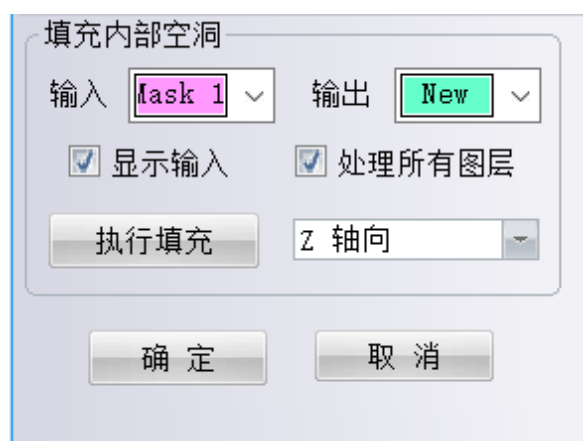 填充内部空洞
输入 Mask 1 输出 New
显示输入 处理所有图层
执行填充 Z 轴向
确 定 取 消